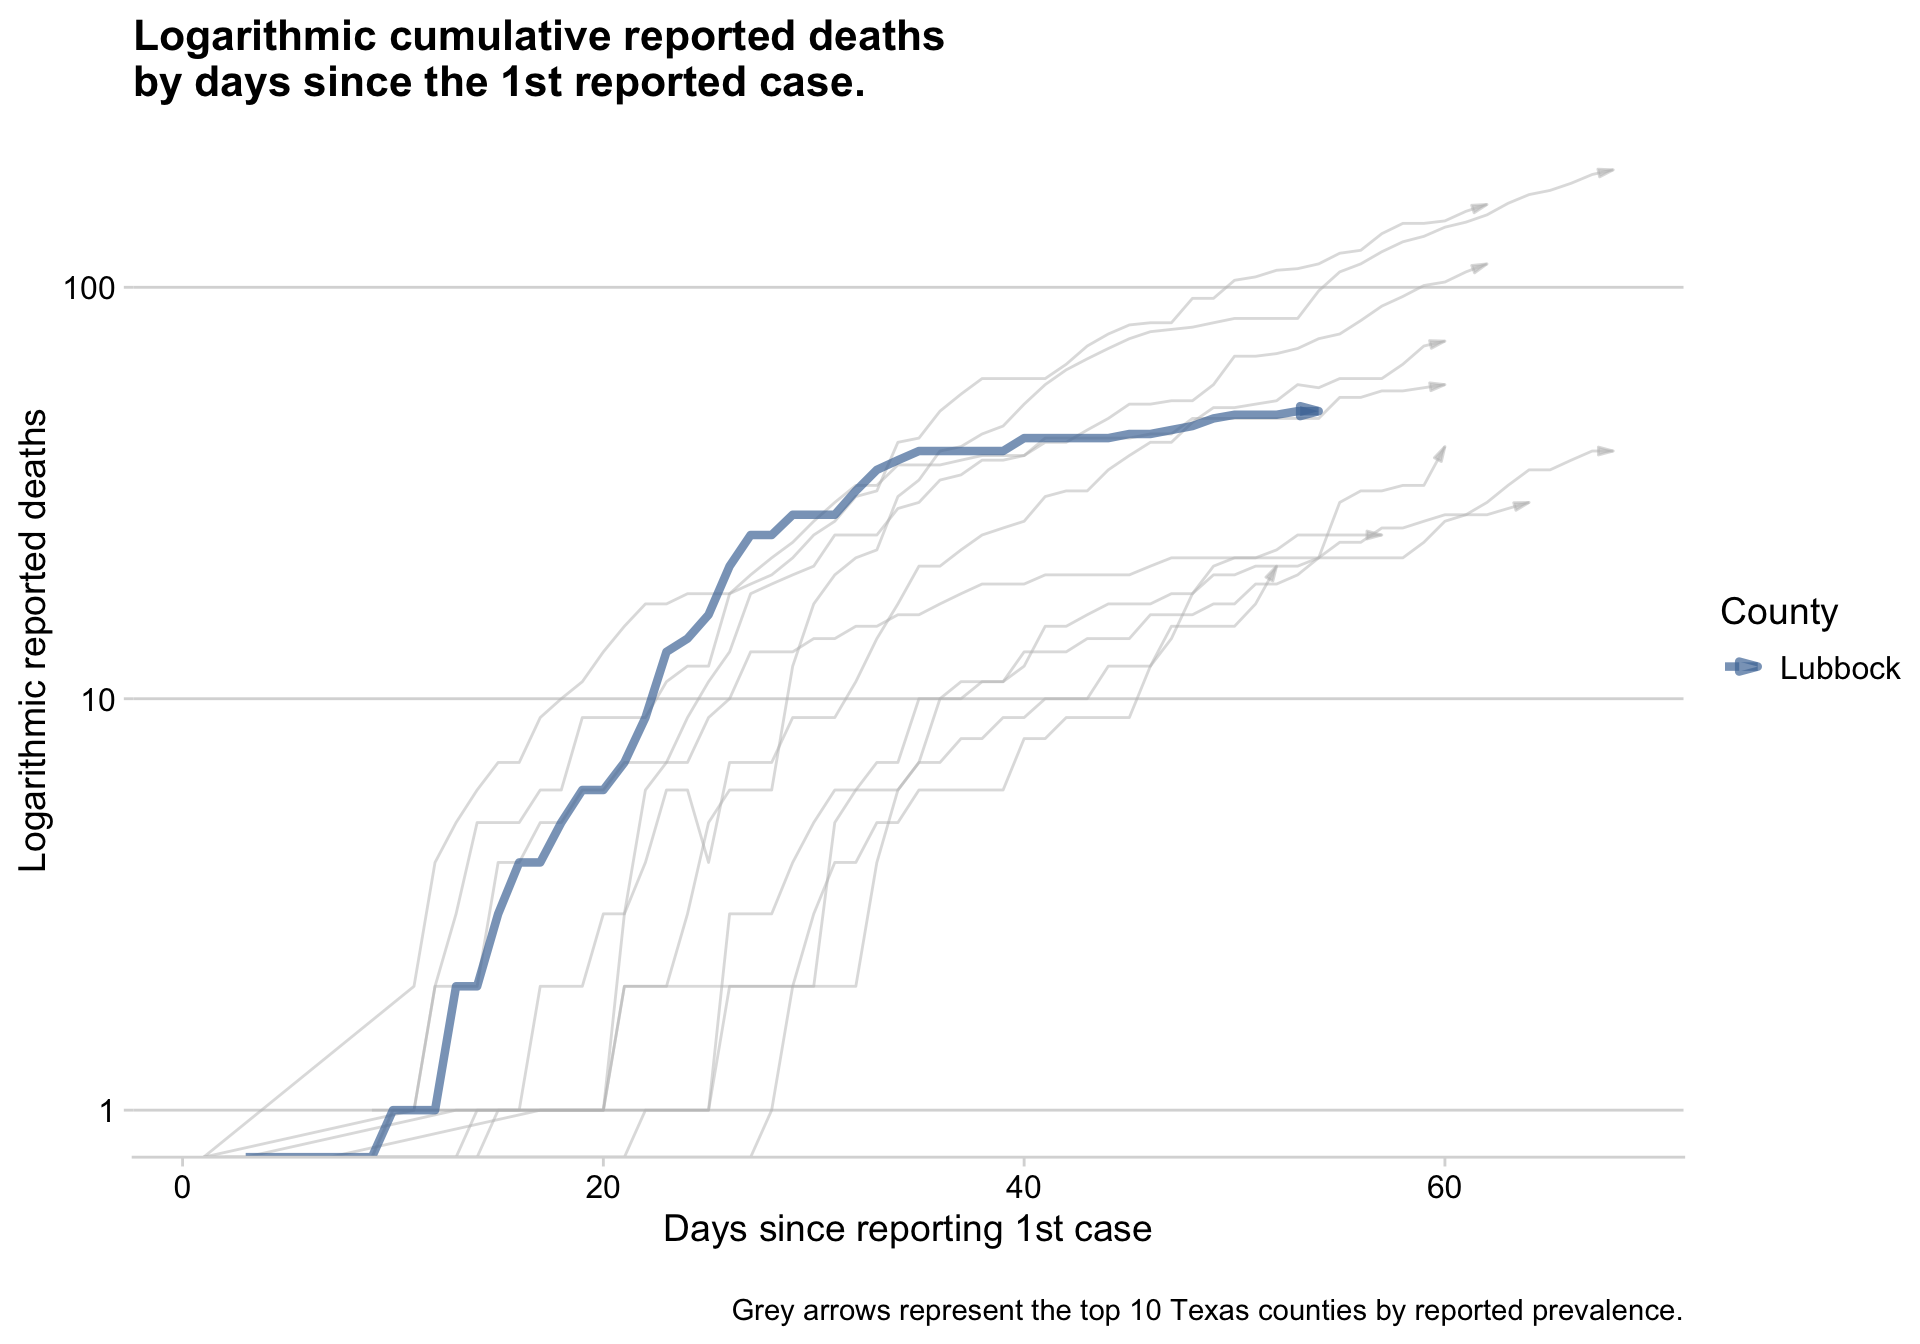 Logarithmic cumulative reported deaths
by days since the 1st reported case.
Logarithmic reported deaths
100
10
1
0
20
40
60
Days since reporting 1st case
County
Lubbock
Grey arrows represent the top 10 Texas counties by reported prevalence.